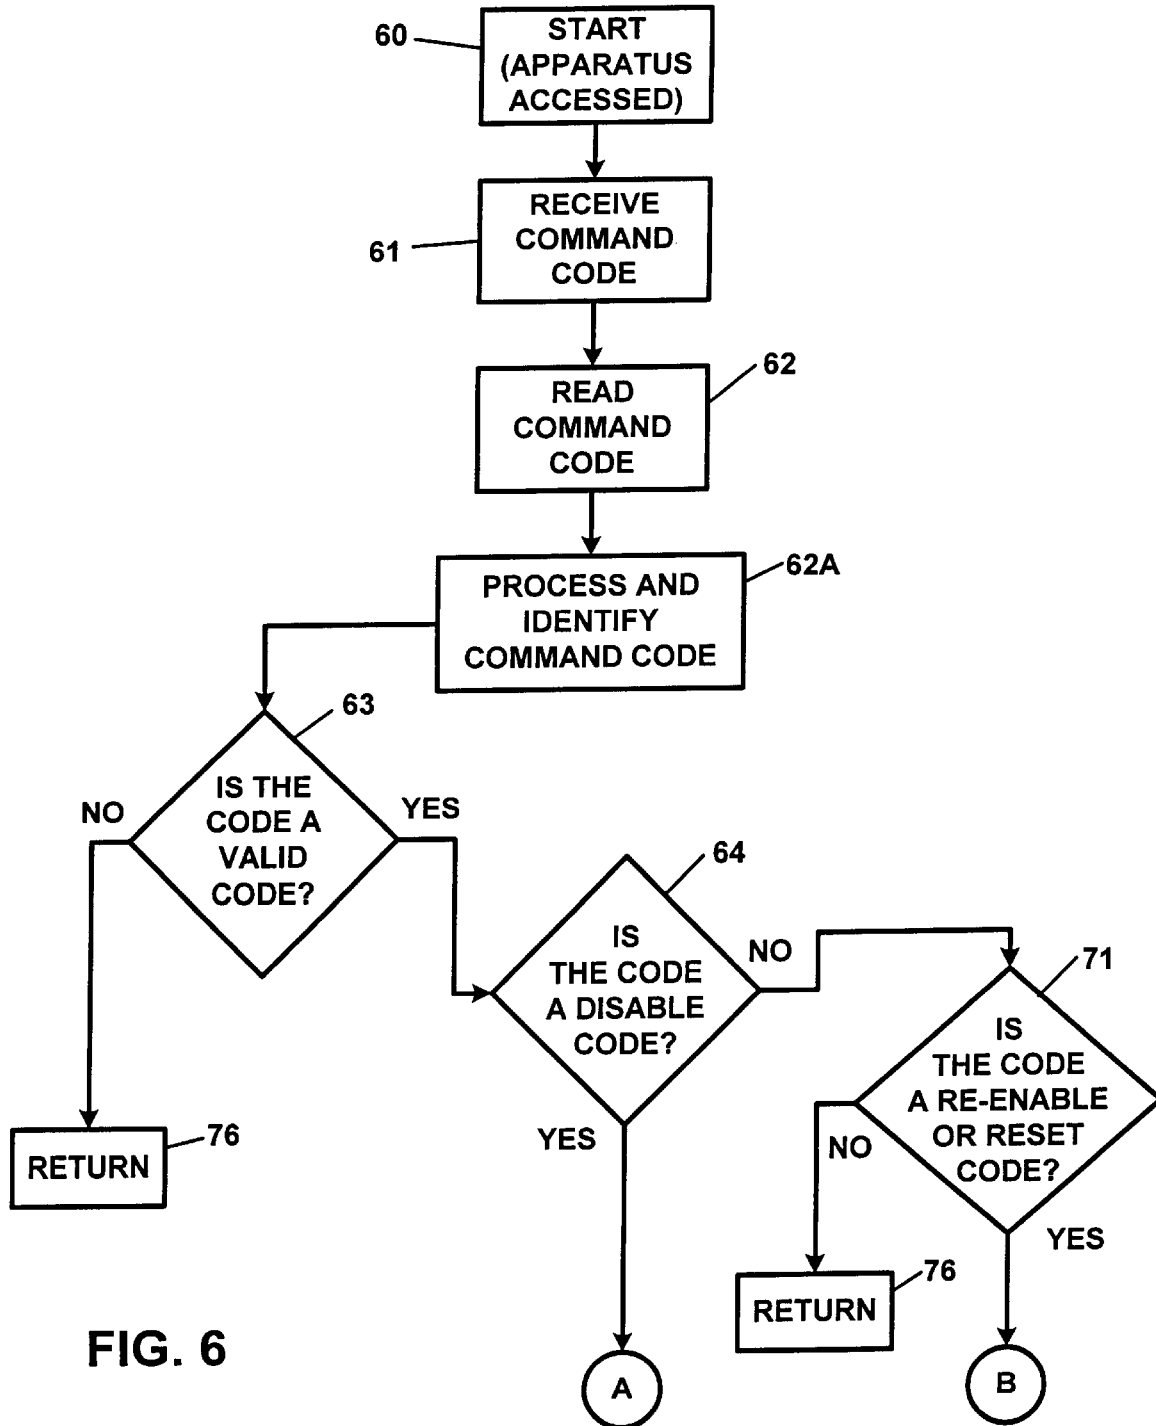 60
START
(APPARATUS
ACCESSED)
61
RECEIVE
COMMAND
CODE
62
READ
COMMAND
CODE
62A
PROCESS AND
IDENTIFY
COMMAND CODE
63
IS THE
CODE A
VALID
CODE?
NO
YES
64
IS
THE CODE
A DISABLE
CODE?
NO
YES
71
IS
THE CODE
A RE-ENABLE
OR RESET
CODE?
NO
YES
76
RETURN
76
RETURN
FIG. 6
A
B